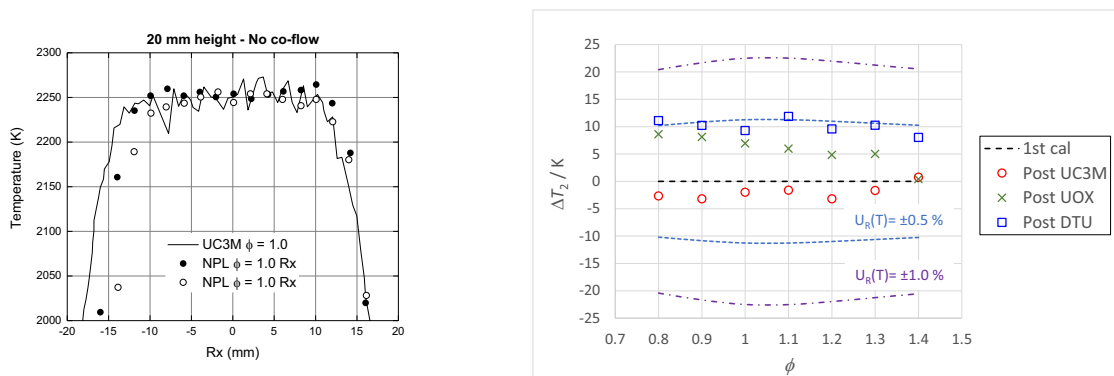 20 mm height - No co-flow
Temperature (K)
2300
2250
2200
2150
2100
2050
2000
-20 -15 -10 -5 0 5 10 15 20
Rx (mm)
UC3M ϕ = 1.0
NPL ϕ = 1.0 Rx
NPL ϕ = 1.0 Rx
ΔT₂ / K
25
20
15
10
5
0
-5
-10
-15
-20
-25
0.7 0.8 0.9 1 1.1 1.2 1.3 1.4 1.5
ϕ
U_R(T)= ±0.5 %
U_R(T)= ±1.0 %
1st cal
Post UC3M
Post UOX
Post DTU